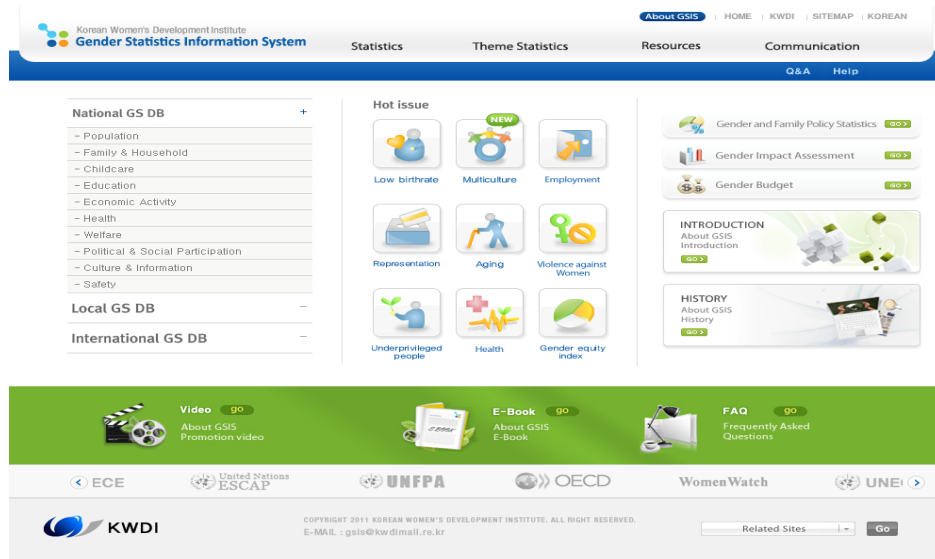 About GSIS | HOME | KWDI | SITEMAP | KOREAN
Korean Women's Development Institute
Gender Statistics Information System
Statistics Theme Statistics Resources Communication
Q&A Help
National GS DB +
- Population
- Family & Household
- Childcare
- Education
- Economic Activity
- Health
- Welfare
- Political & Social Participation
- Culture & Information
- Safety
Local GS DB -
International GS DB -
Hot issue
NEW
Low birthrate Multiculture Employment
Representation Aging Violence against
Women
Underprivileged
people
Health
Gender equity
index
Gender and Family Policy Statistics GO >
Gender Impact Assessment GO >
Gender Budget GO >
INTRODUCTION
About GSIS
Introduction
GO >
HISTORY
About GSIS
History
GO >
Video go
About GSIS
Promotion video
E-Book go
About GSIS
E-Book
FAQ go
Frequently Asked
Questions
ECE
United Nations
ESCAP
UNFPA
OECD
WomenWatch
KWDI
COPYRIGHT 2011 KOREAN WOMEN'S DEVELOPMENT INSTITUTE. ALL RIGHT RESERVED.
E-MAIL : gsis@kwdimail.re.kr
Related Sites
Go